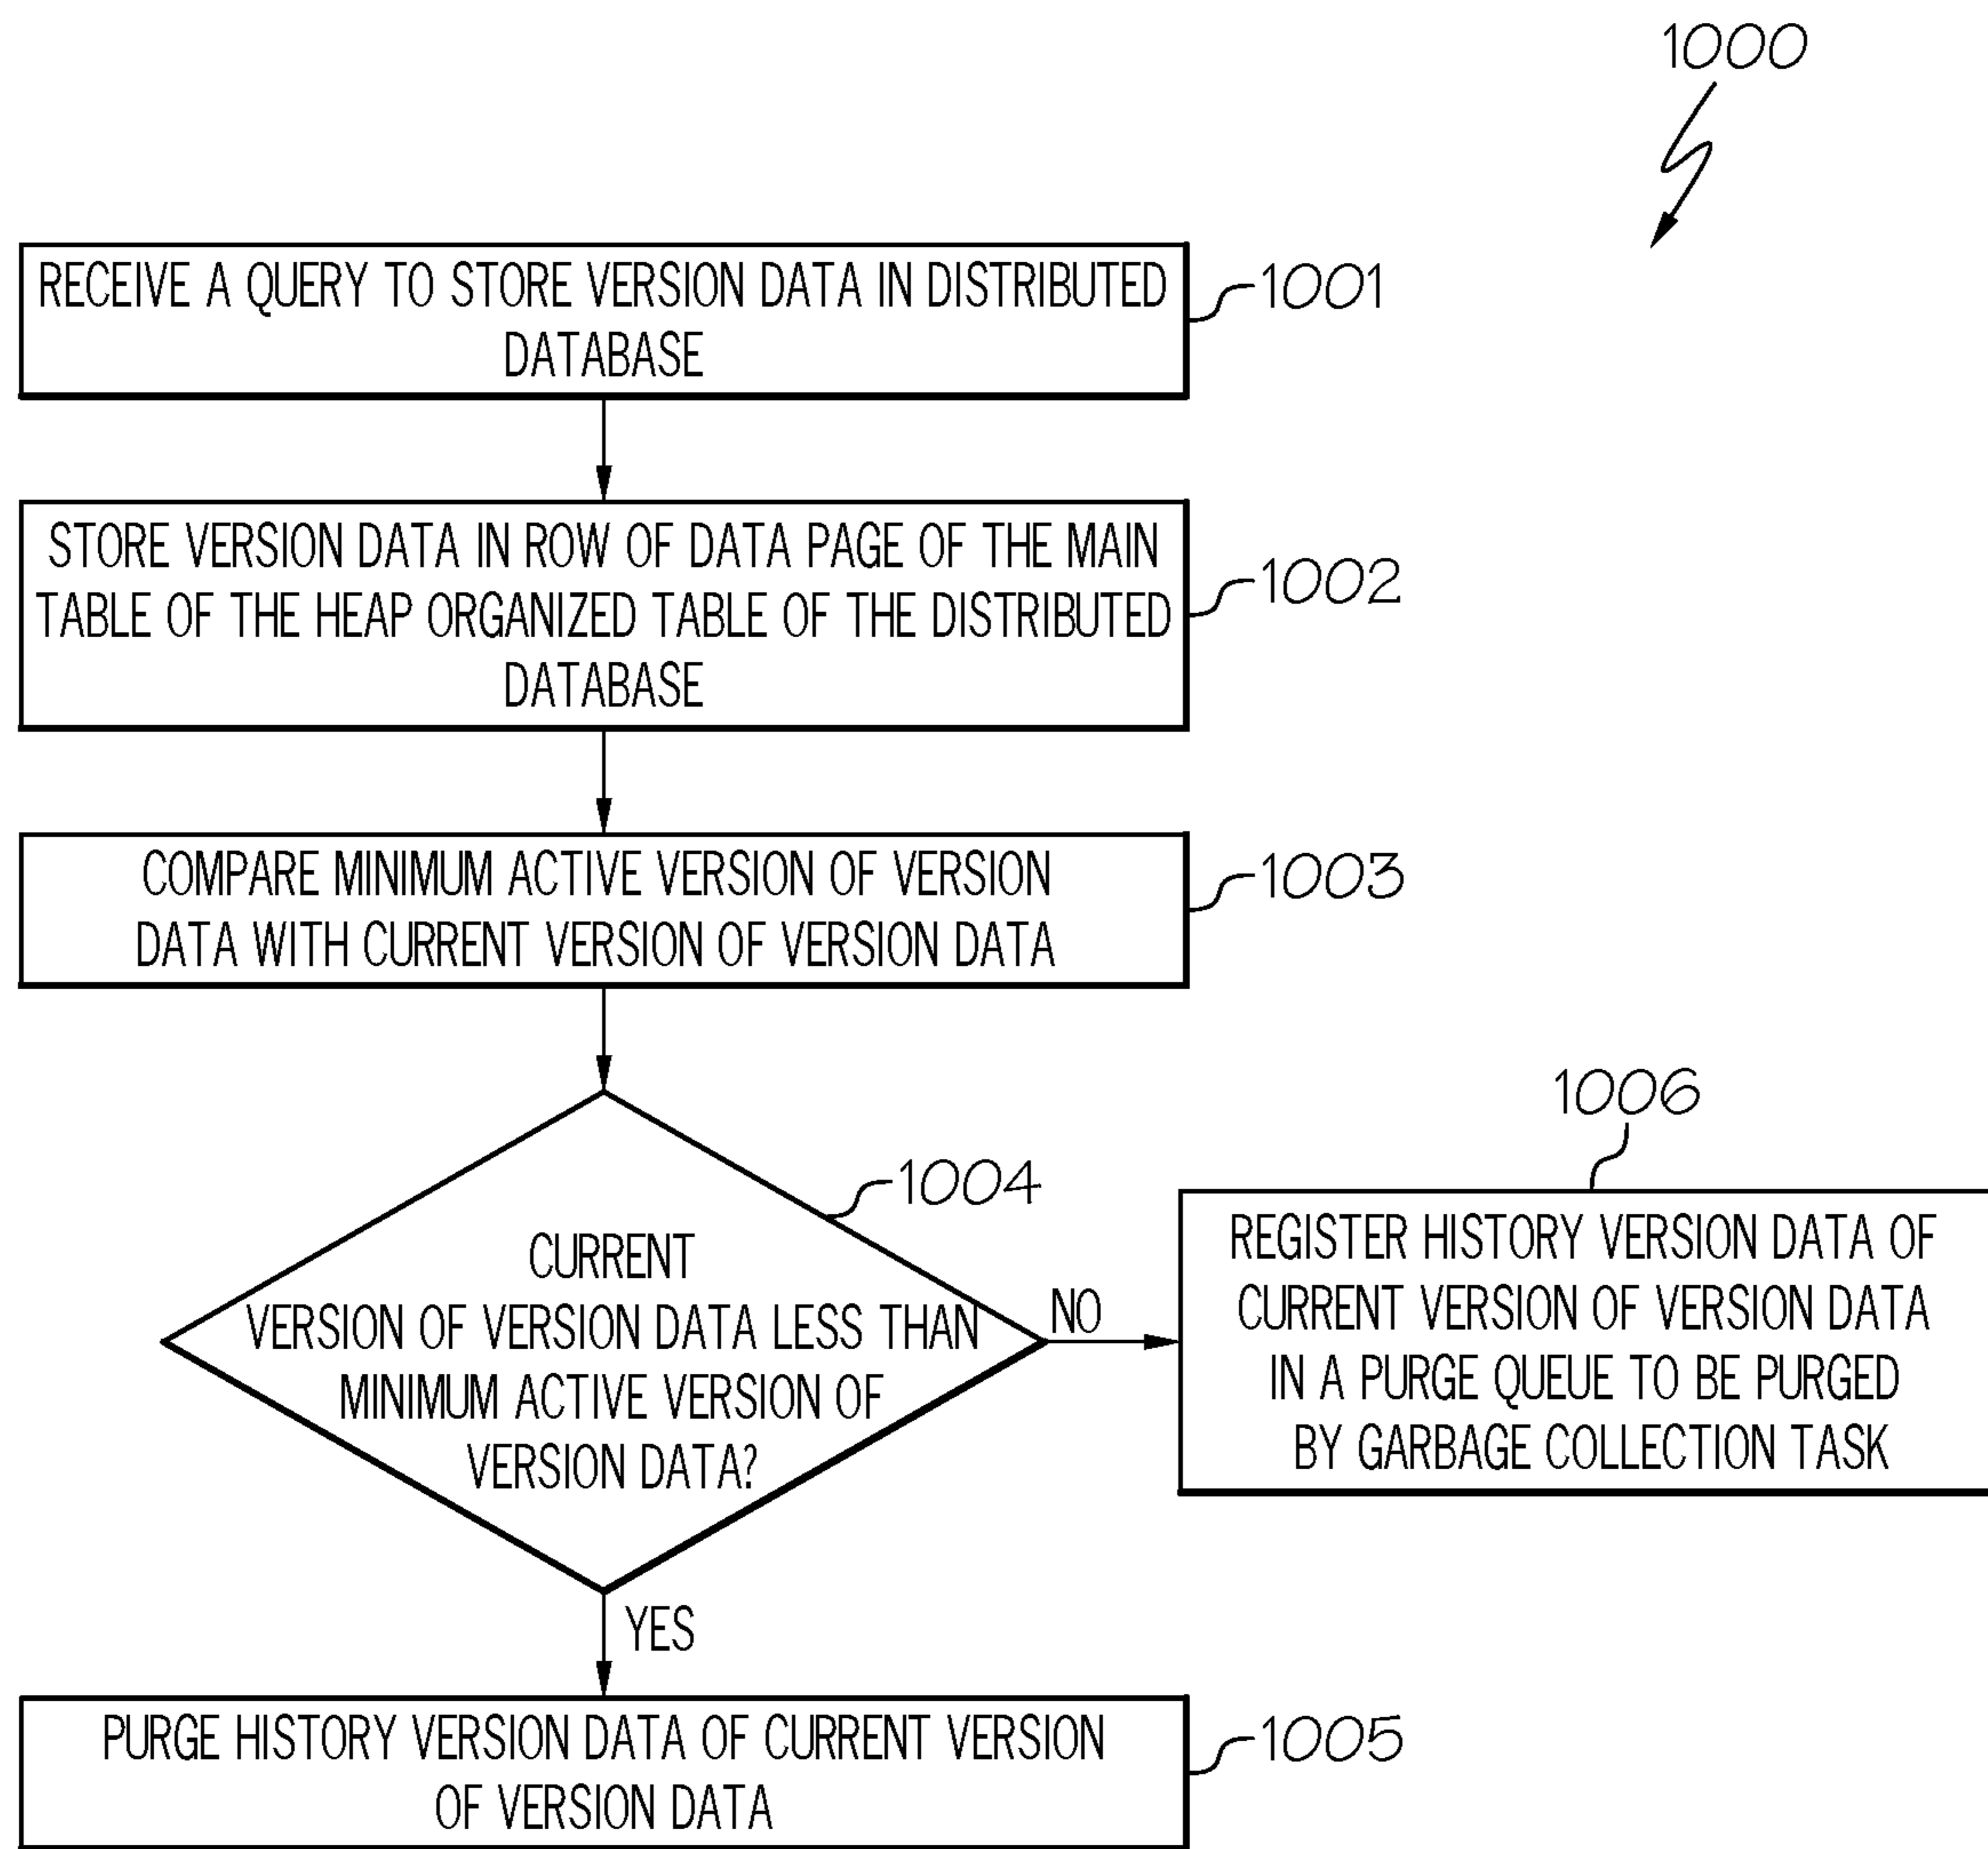 1000
RECEIVE A QUERY TO STORE VERSION DATA IN DISTRIBUTED
DATABASE
1001
STORE VERSION DATA IN ROW OF DATA PAGE OF THE MAIN
TABLE OF THE HEAP ORGANIZED TABLE OF THE DISTRIBUTED
DATABASE
1002
COMPARE MINIMUM ACTIVE VERSION OF VERSION
DATA WITH CURRENT VERSION OF VERSION DATA
1003
1004
CURRENT
VERSION OF VERSION DATA LESS THAN
MINIMUM ACTIVE VERSION OF
VERSION DATA?
NO
1006
REGISTER HISTORY VERSION DATA OF
CURRENT VERSION OF VERSION DATA
IN A PURGE QUEUE TO BE PURGED
BY GARBAGE COLLECTION TASK
YES
PURGE HISTORY VERSION DATA OF CURRENT VERSION
OF VERSION DATA
1005